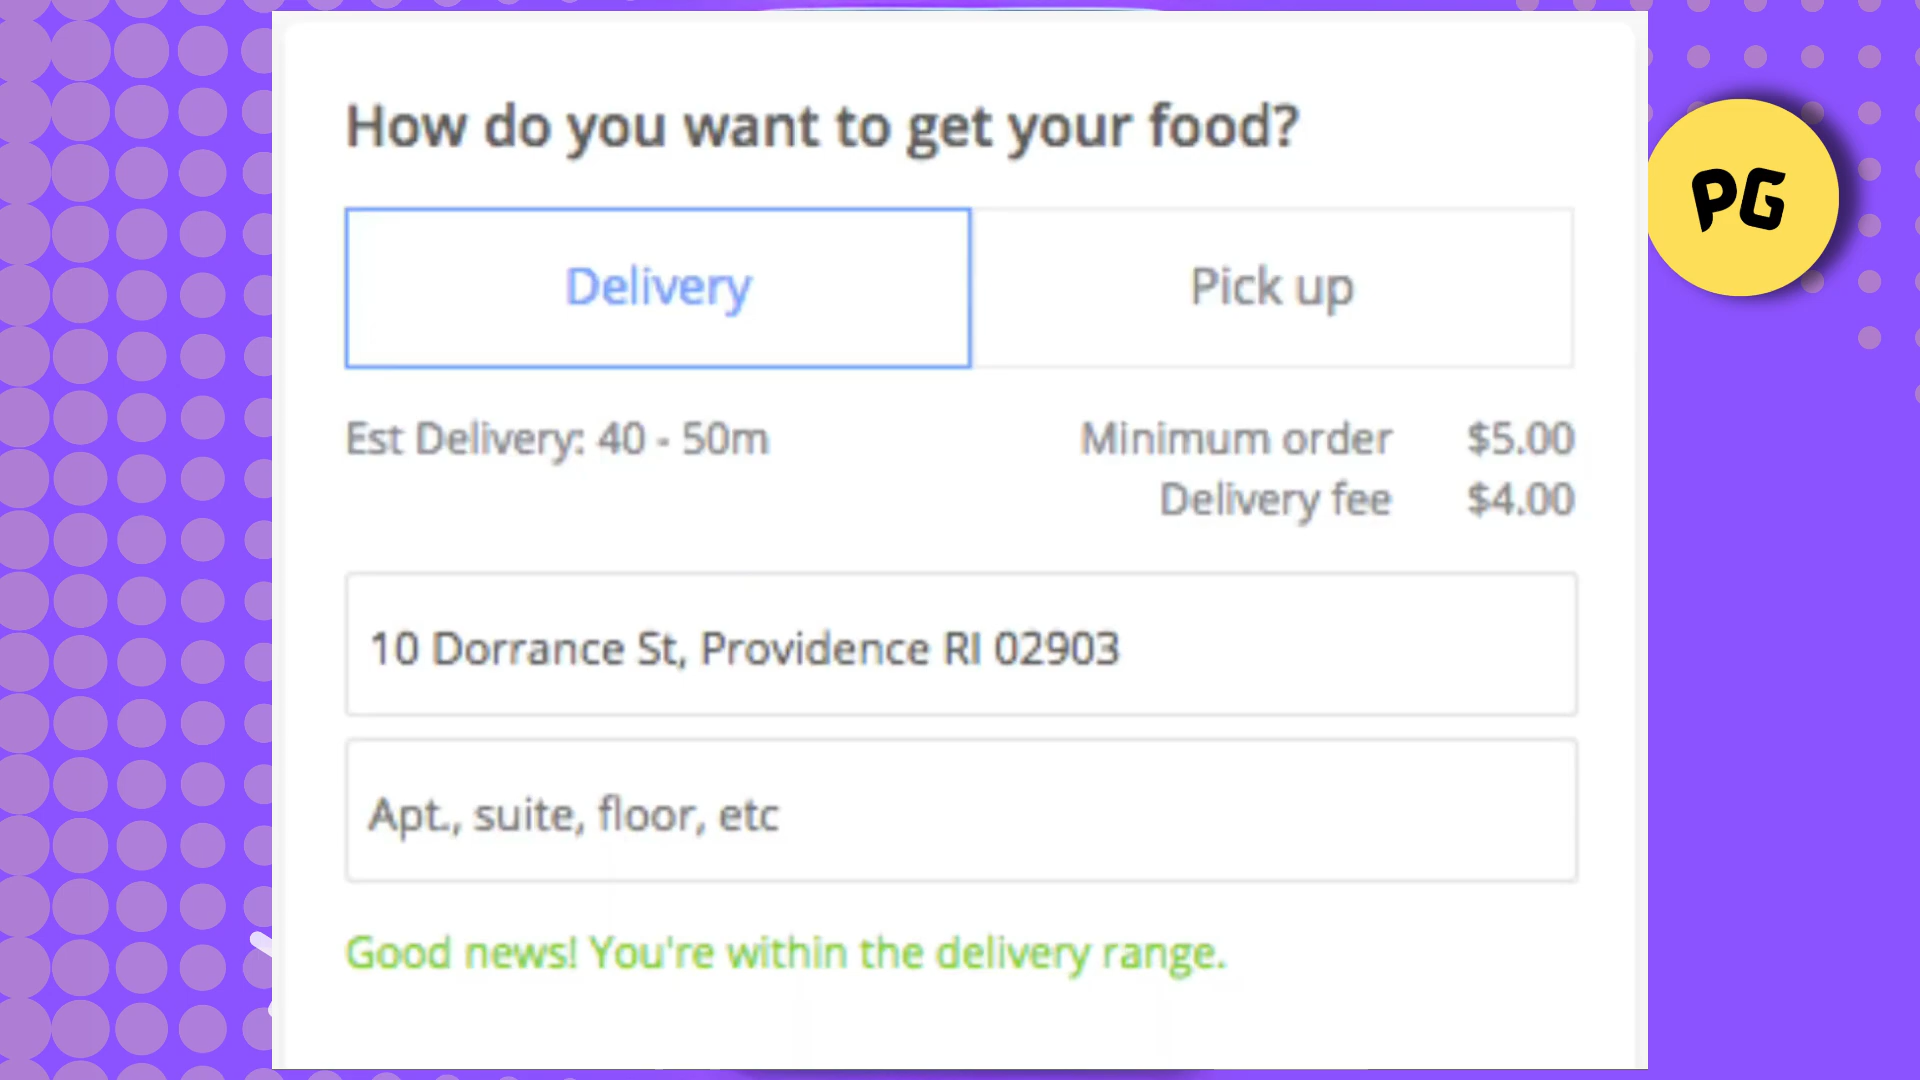 How do you want to get your food?
Delivery
Pick up
Est Delivery: 40 - 50m
Minimum order $5.00
Delivery fee $4.00
10 Dorrance St, Providence RI 02903
Apt., suite, floor, etc
Good news! You're within the delivery range.
PG